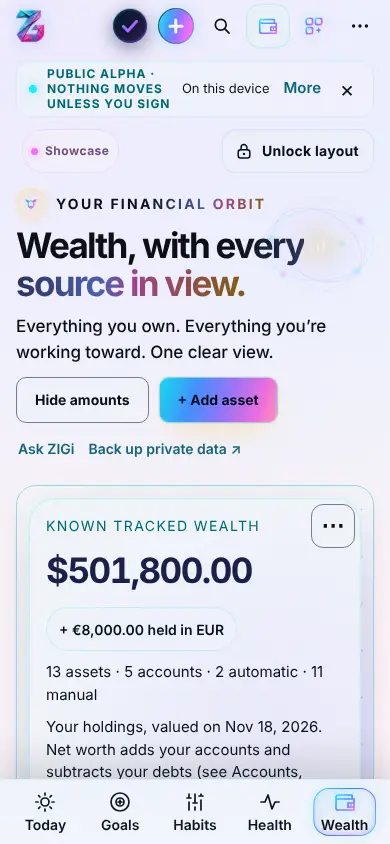 PUBLIC ALPHA ·
NOTHING MOVES
UNLESS YOU SIGN
On this device
More
Showcase
Unlock layout
YOUR FINANCIAL ORBIT
Wealth, with every
source in view.
Everything you own. Everything you’re
working toward. One clear view.
Hide amounts
+ Add asset
Ask ZIGi
Back up private data ↗
KNOWN TRACKED WEALTH
$501,800.00
+ €8,000.00 held in EUR
13 assets · 5 accounts · 2 automatic · 11
manual
Your holdings, valued on Nov 18, 2026.
Net worth adds your accounts and
subtracts your debts (see Accounts,
Today
Goals
Habits
Health
Wealth